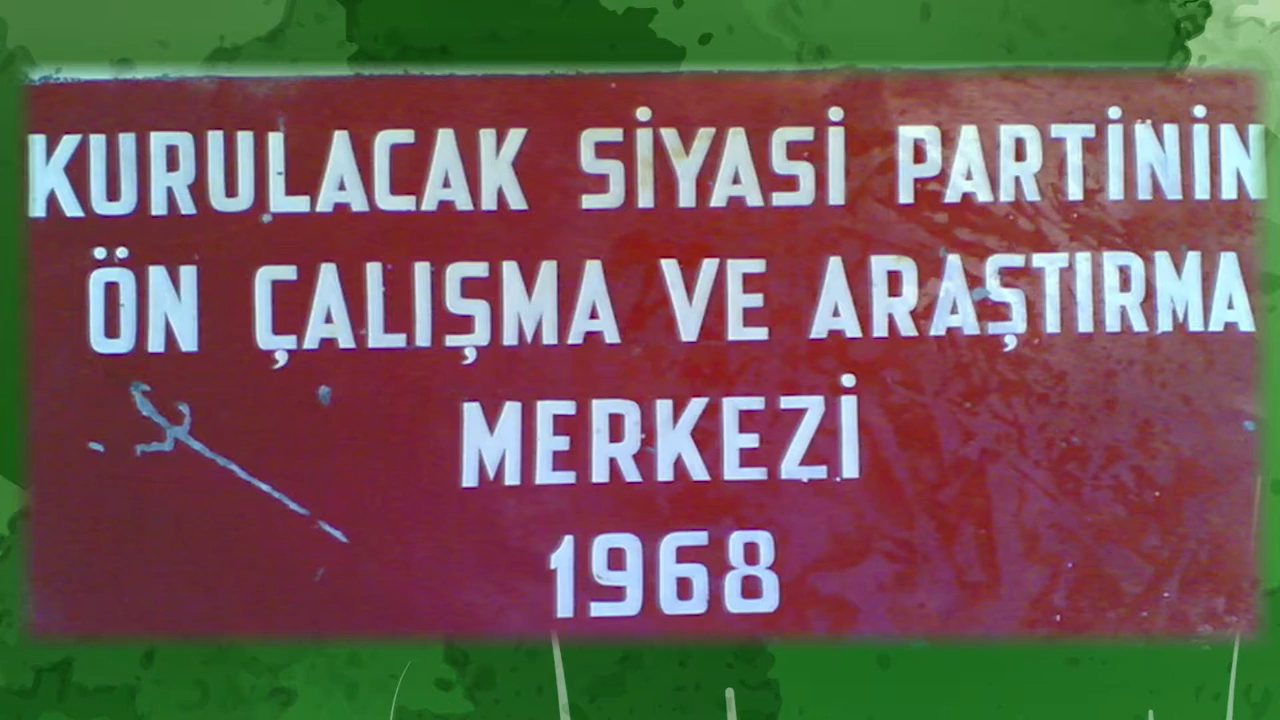 KURULACAK SİYASİ PARTİNİN
ÖN ÇALIŞMA VE ARAŞTIRMA
MERKEZİ
1968